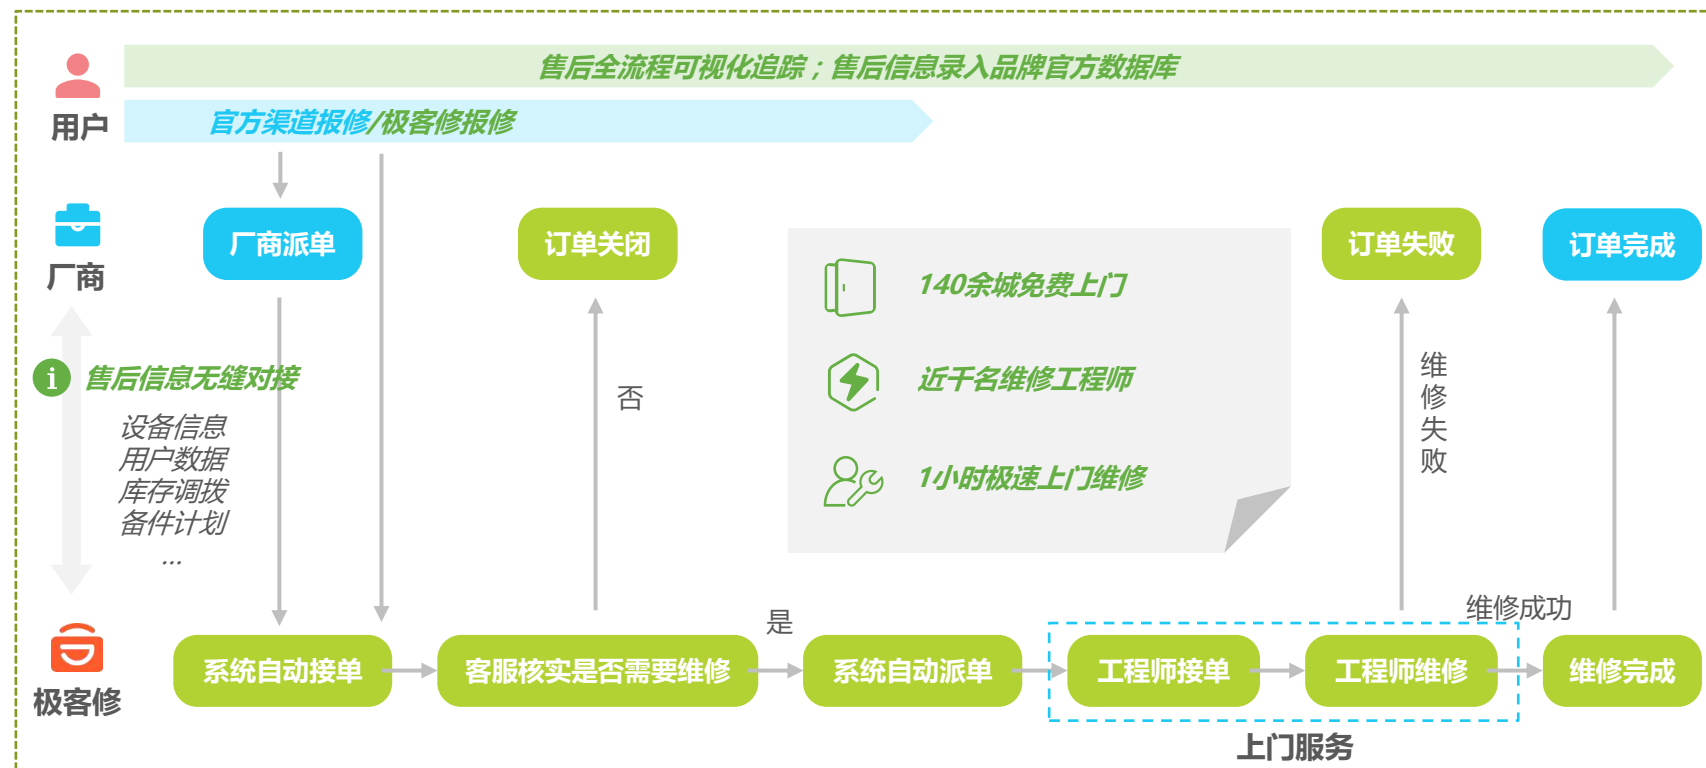 售后全流程可视化追踪；售后信息录入品牌官方数据库
用户
官方渠道报修/极客修报修
厂商
厂商派单
订单关闭
订单失败
订单完成
140余城免费上门
近千名维修工程师
1小时极速上门维修
i
售后信息无缝对接
设备信息
用户数据
库存调拨
备件计划
...
否
维修失败
是
维修成功
极客修
系统自动接单
客服核实是否需要维修
系统自动派单
工程师接单
工程师维修
维修完成
上门服务